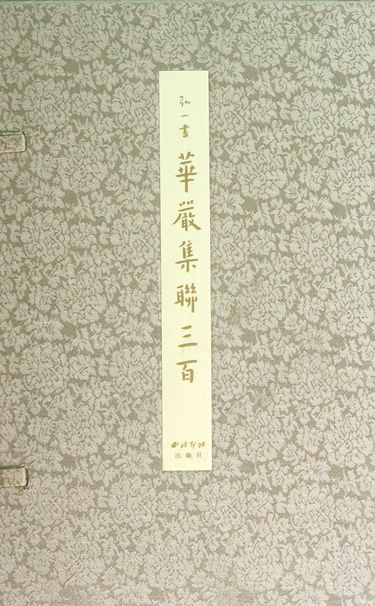 弘一書
華嚴集聯三百
西泠印社
出版社